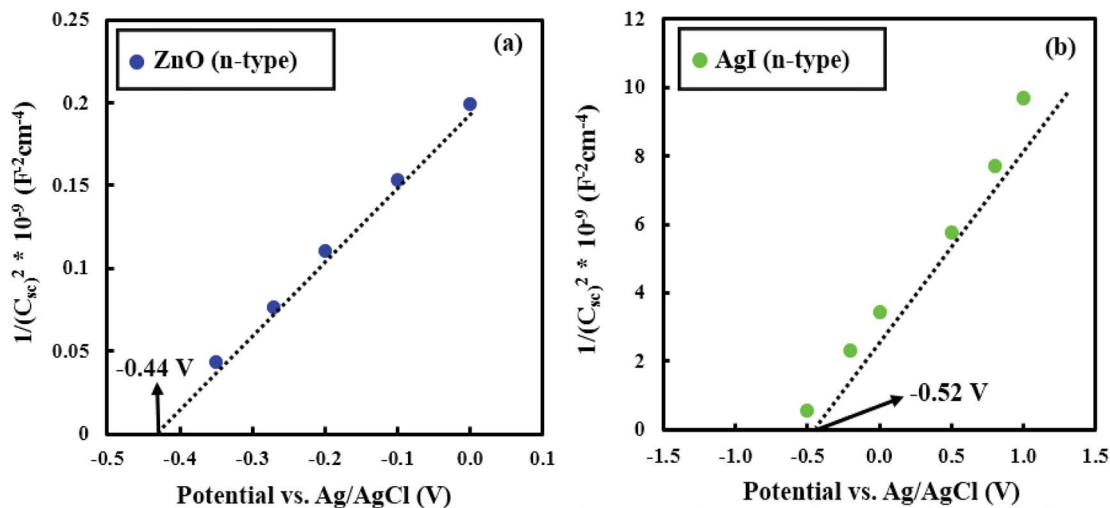 (a)
ZnO (n-type)
1/(C_sc)^2 * 10^-9 (F^-2cm^-4)
0.25
0.2
0.15
0.1
0.05
0
-0.44 V
-0.5
-0.4
-0.3
-0.2
-0.1
0.0
0.1
Potential vs. Ag/AgCl (V)
(b)
AgI (n-type)
1/(C_sc)^2 * 10^-9 (F^-2cm^-4)
12
10
8
6
4
2
0
-0.52 V
-1.5
-1.0
-0.5
0.0
0.5
1.0
1.5
Potential vs. Ag/AgCl (V)